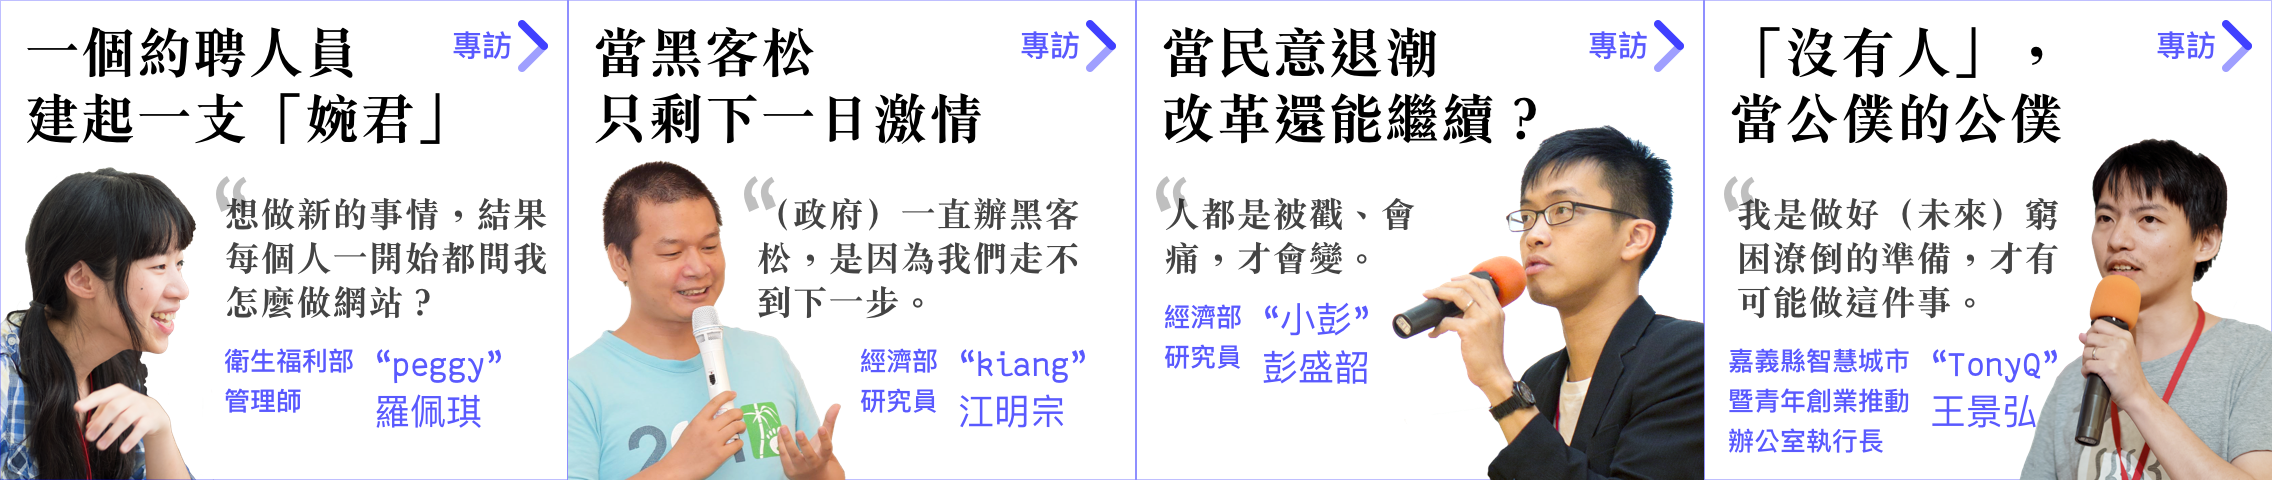 一個約聘人員
建起一支「婉君」
專訪
“
想做新的事情，結果
每個人一開始都問我
怎麼做網站？
衛生福利部
管理師
“peggy”
羅佩琪
當黑客松
只剩下一日激情
專訪
“
（政府）一直辦黑客
松，是因為我們走不
到下一步。
經濟部
研究員
“kiang”
江明宗
當民意退潮
改革還能繼續？
專訪
“
人都是被戳、會
痛，才會變。
經濟部
研究員
“小彭”
彭盛韶
「沒有人」，
當公僕的公僕
專訪
“
我是做好（未來）窮
困潦倒的準備，才有
可能做這件事。
嘉義縣智慧城市
暨青年創業推動
辦公室執行長
“TonyQ”
王景弘